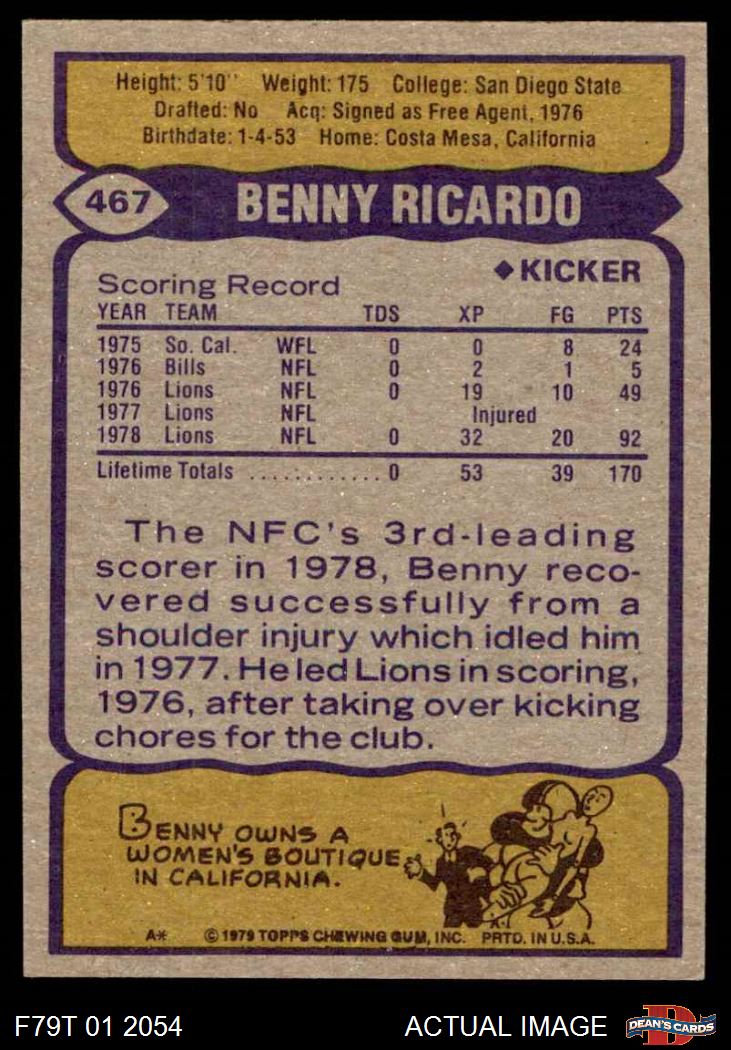 Height: 5'10" Weight: 175 College: San Diego State
Drafted: No Acq: Signed as Free Agent, 1976
Birthdate: 1-4-53 Home: Costa Mesa, California
467 BENNY RICARDO
◆KICKER
Scoring Record
YEAR TEAM TDS XP FG PTS
1975 So. Cal. WFL 0 0 8 24
1976 Bills NFL 0 2 1 5
1976 Lions NFL 0 19 10 49
1977 Lions NFL Injured
1978 Lions NFL 0 32 20 92
Lifetime Totals ............ 0 53 39 170
The NFC's 3rd-leading
scorer in 1978, Benny reco-
vered successfully from a
shoulder injury which idled him
in 1977. He led Lions in scoring,
1976, after taking over kicking
chores for the club.
BENNY OWNS A
WOMEN'S BOUTIQUE
IN CALIFORNIA.
A* © 1979 TOPPS CHEWING GUM, INC. PRTD. IN U.S.A.
F79T 01 2054 ACTUAL IMAGE D DEAN'S CARDS